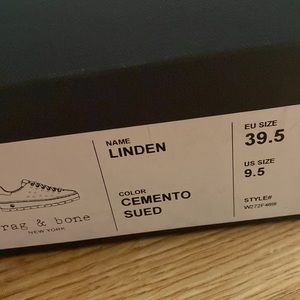 rag & bone
NEW YORK
NAME
LINDEN
COLOR
CEMENTO
SUED
EU SIZE
39.5
US SIZE
9.5
STYLE#